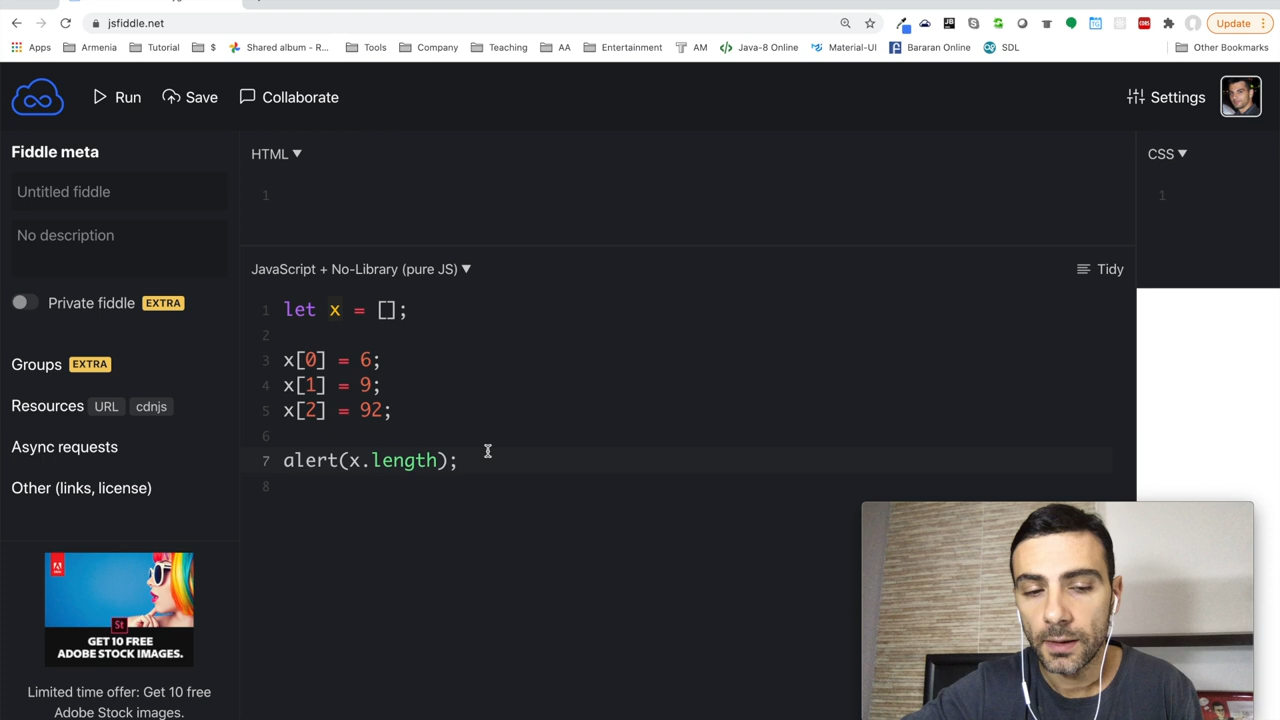 jsfiddle.net
Update
Apps
Armenia
Tutorial
$
Shared album - R...
Tools
Company
Teaching
AA
Entertainment
AM
Java-8 Online
Material-UI
Bararan Online
SDL
Other Bookmarks
Run
Save
Collaborate
Settings
Fiddle meta
Untitled fiddle
No description
Private fiddle EXTRA
Groups EXTRA
Resources URL cdnjs
Async requests
Other (links, license)
St
GET 10 FREE
ADOBE STOCK IMAGES.
Limited time offer: Get 10 free
Adobe Stock images.
HTML
1
CSS
1
JavaScript + No-Library (pure JS)
Tidy
1 let x = [];
2
3 x[0] = 6;
4 x[1] = 9;
5 x[2] = 92;
6
7 alert(x.length);
8